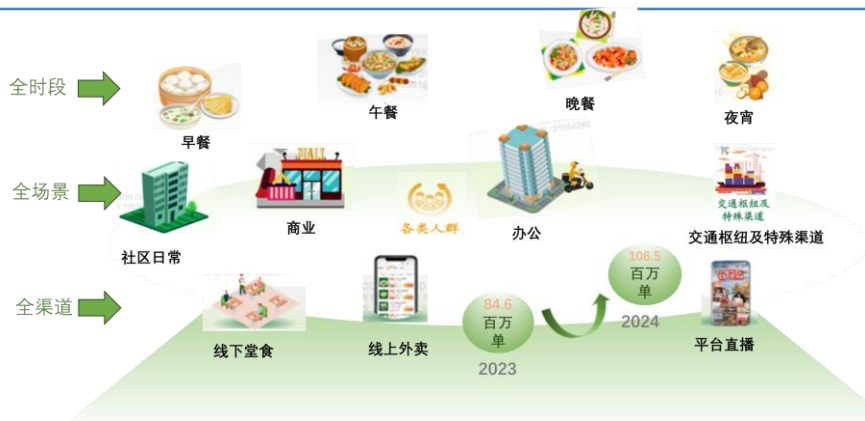 全时段
早餐
午餐
晚餐
夜宵
全场景
社区日常
MALL
商业
各类人群
办公
交通枢纽及
特殊渠道
交通枢纽及特殊渠道
全渠道
线下堂食
线上外卖
84.6
百万
单
2023
106.5
百万
单
2024
平台直播